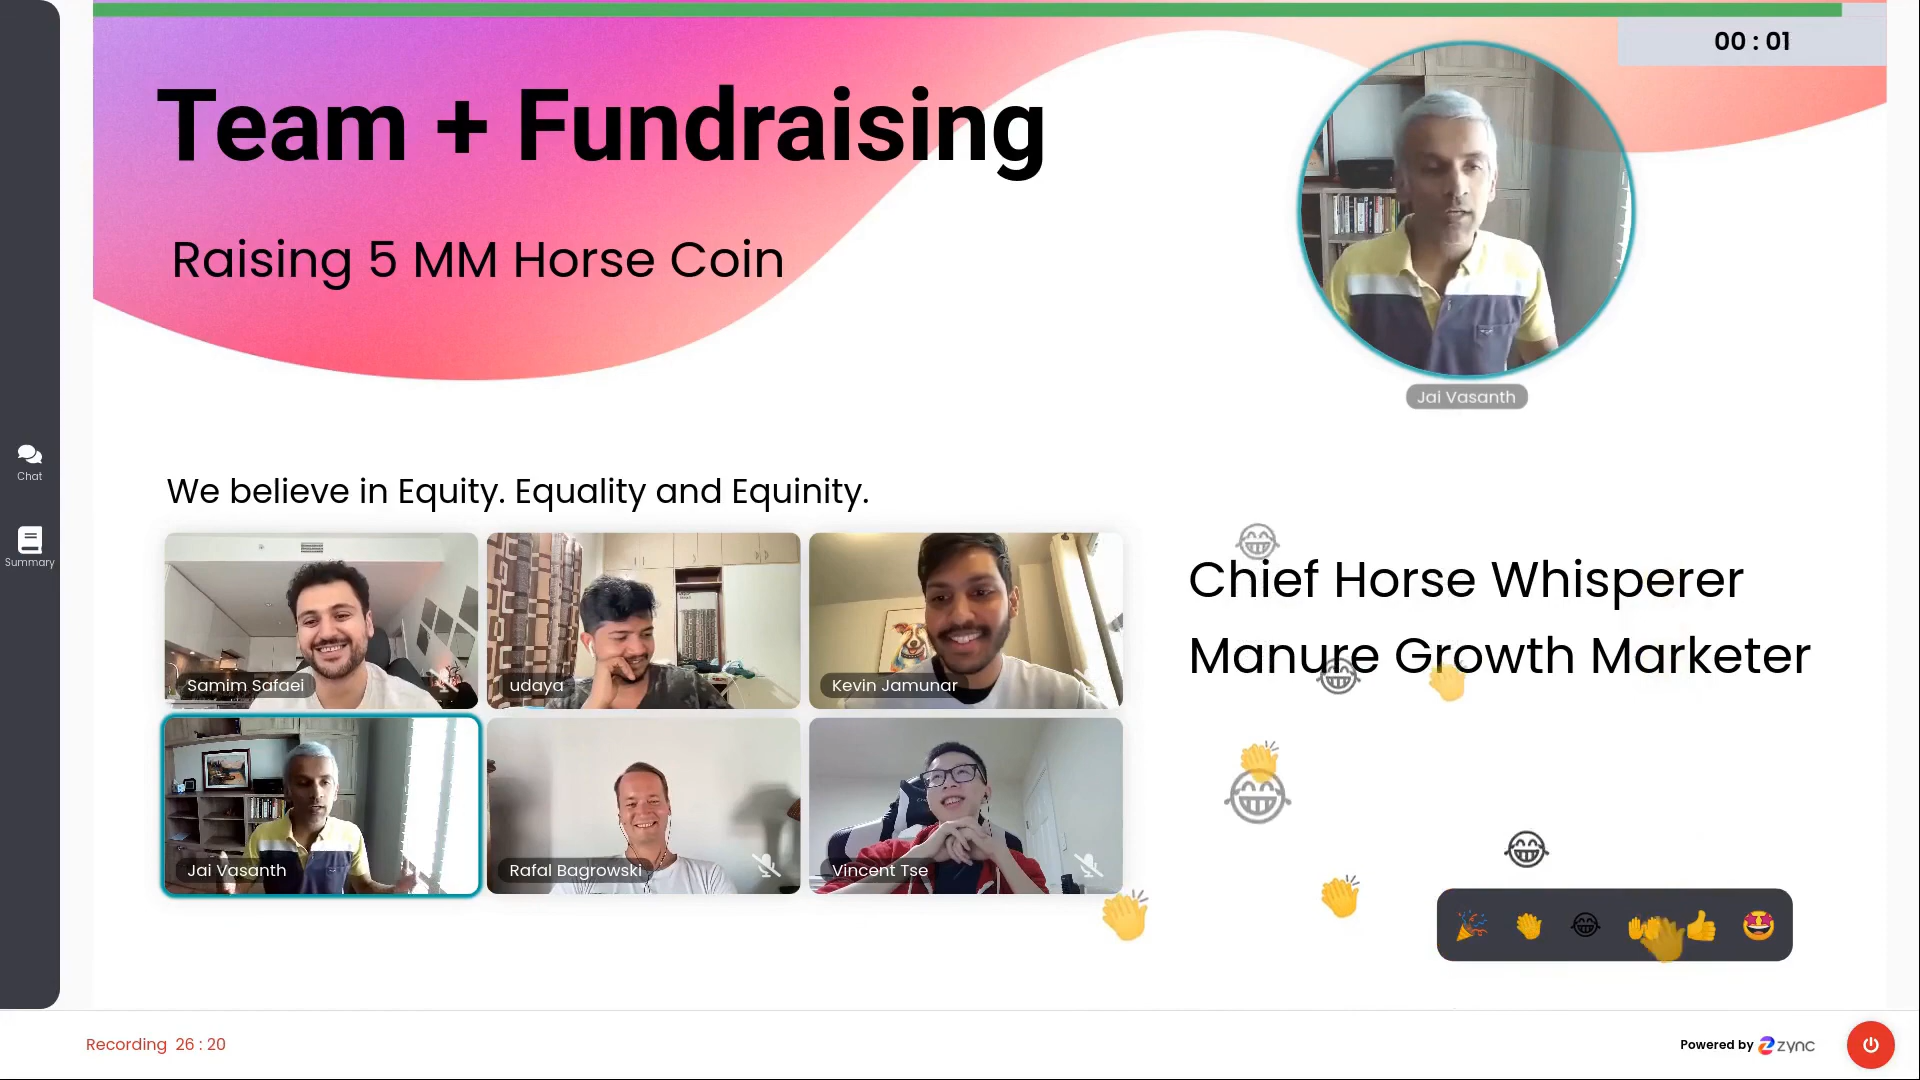 00 : 01
Team + Fundraising
Raising 5 MM Horse Coin
Jai Vasanth
Chat
Summary
We believe in Equity. Equality and Equinity.
Samim Safaei
udaya
Kevin Jamunar
Jai Vasanth
Rafal Bagrowski
Vincent Tse
Chief Horse Whisperer
Manure Growth Marketer
Recording 26 : 20
Powered by zync